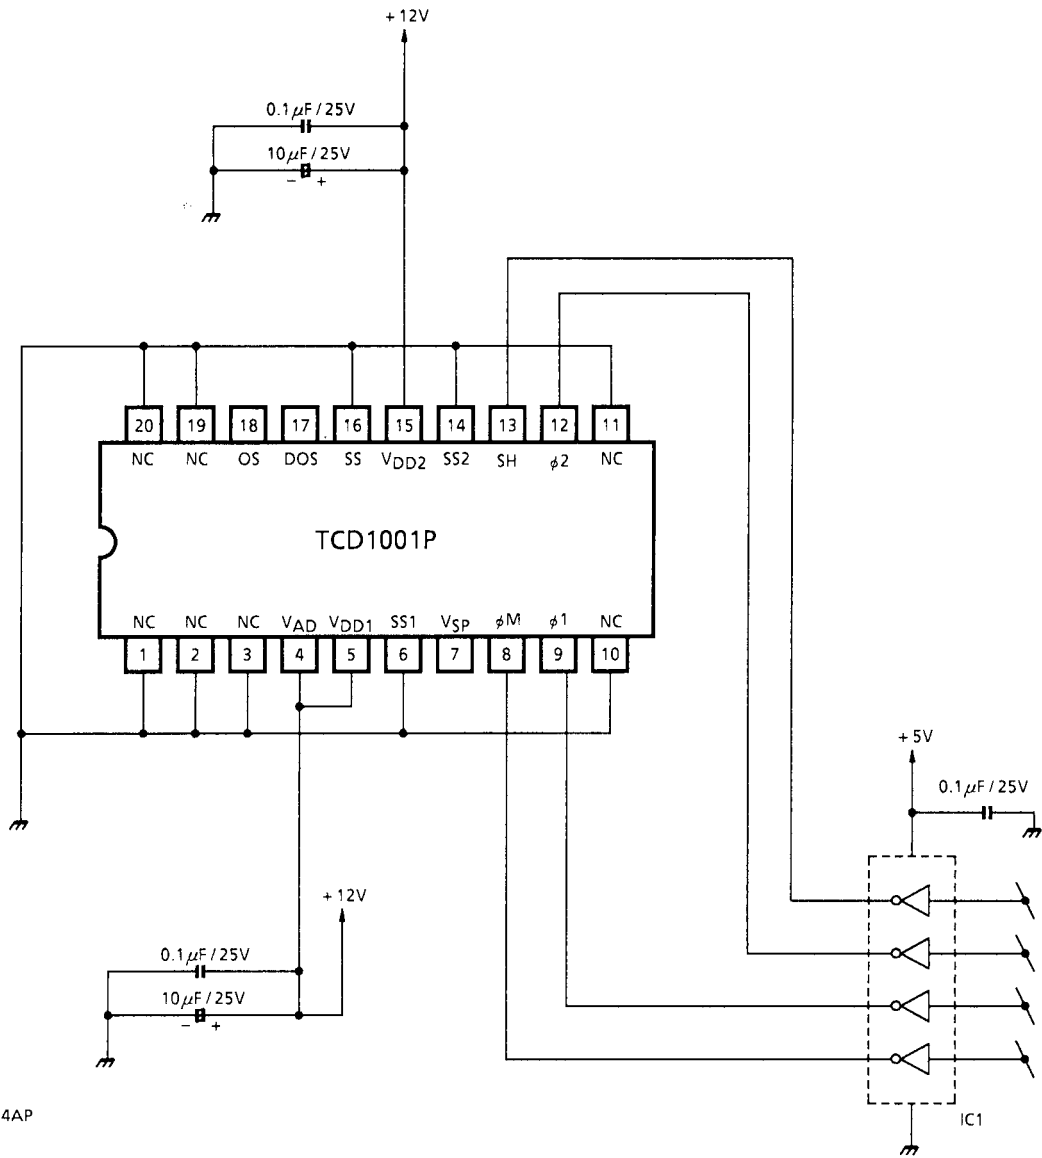 +12V
0.1μF/25V
10μF/25V
− +
20 19 18 17 16 15 14 13 12 11
NC NC OS DOS SS VDD2 SS2 SH φ2 NC
TCD1001P
NC NC NC VAD VDD1 SS1 VSP φM φ1 NC
1 2 3 4 5 6 7 8 9 10
+5V
0.1μF/25V
+12V
0.1μF/25V
10μF/25V
− +
4AP
IC1